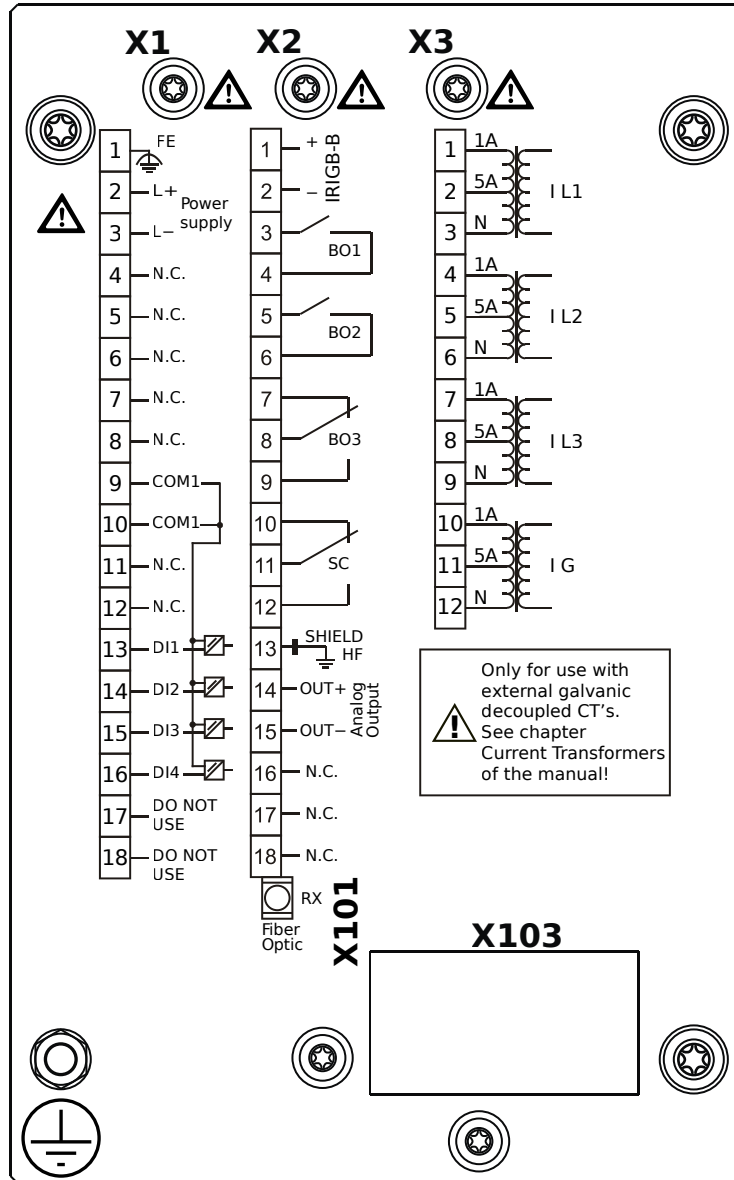 X1
X2
X3
1 FE
2 L+
Power
supply
3 L−
4 N.C.
5 N.C.
6 N.C.
7 N.C.
8 N.C.
9 COM1
10 COM1
11 N.C.
12 N.C.
13 DI1
14 DI2
15 DI3
16 DI4
17 DO NOT
USE
18 DO NOT
USE
1 +
2 −
IRIGB-B
3
BO1
4
5
BO2
6
7
8 BO3
9
10
11 SC
12
13 SHIELD
HF
14 OUT+
15 OUT−
Analog
Output
16 N.C.
17 N.C.
18 N.C.
RX
Fiber
Optic
X101
1 1A
2 5A I L1
3 N
4 1A
5 5A I L2
6 N
7 1A
8 5A I L3
9 N
10 1A
11 5A I G
12 N
Only for use with
external galvanic
decoupled CT's.
See chapter
Current Transformers
of the manual!
X103